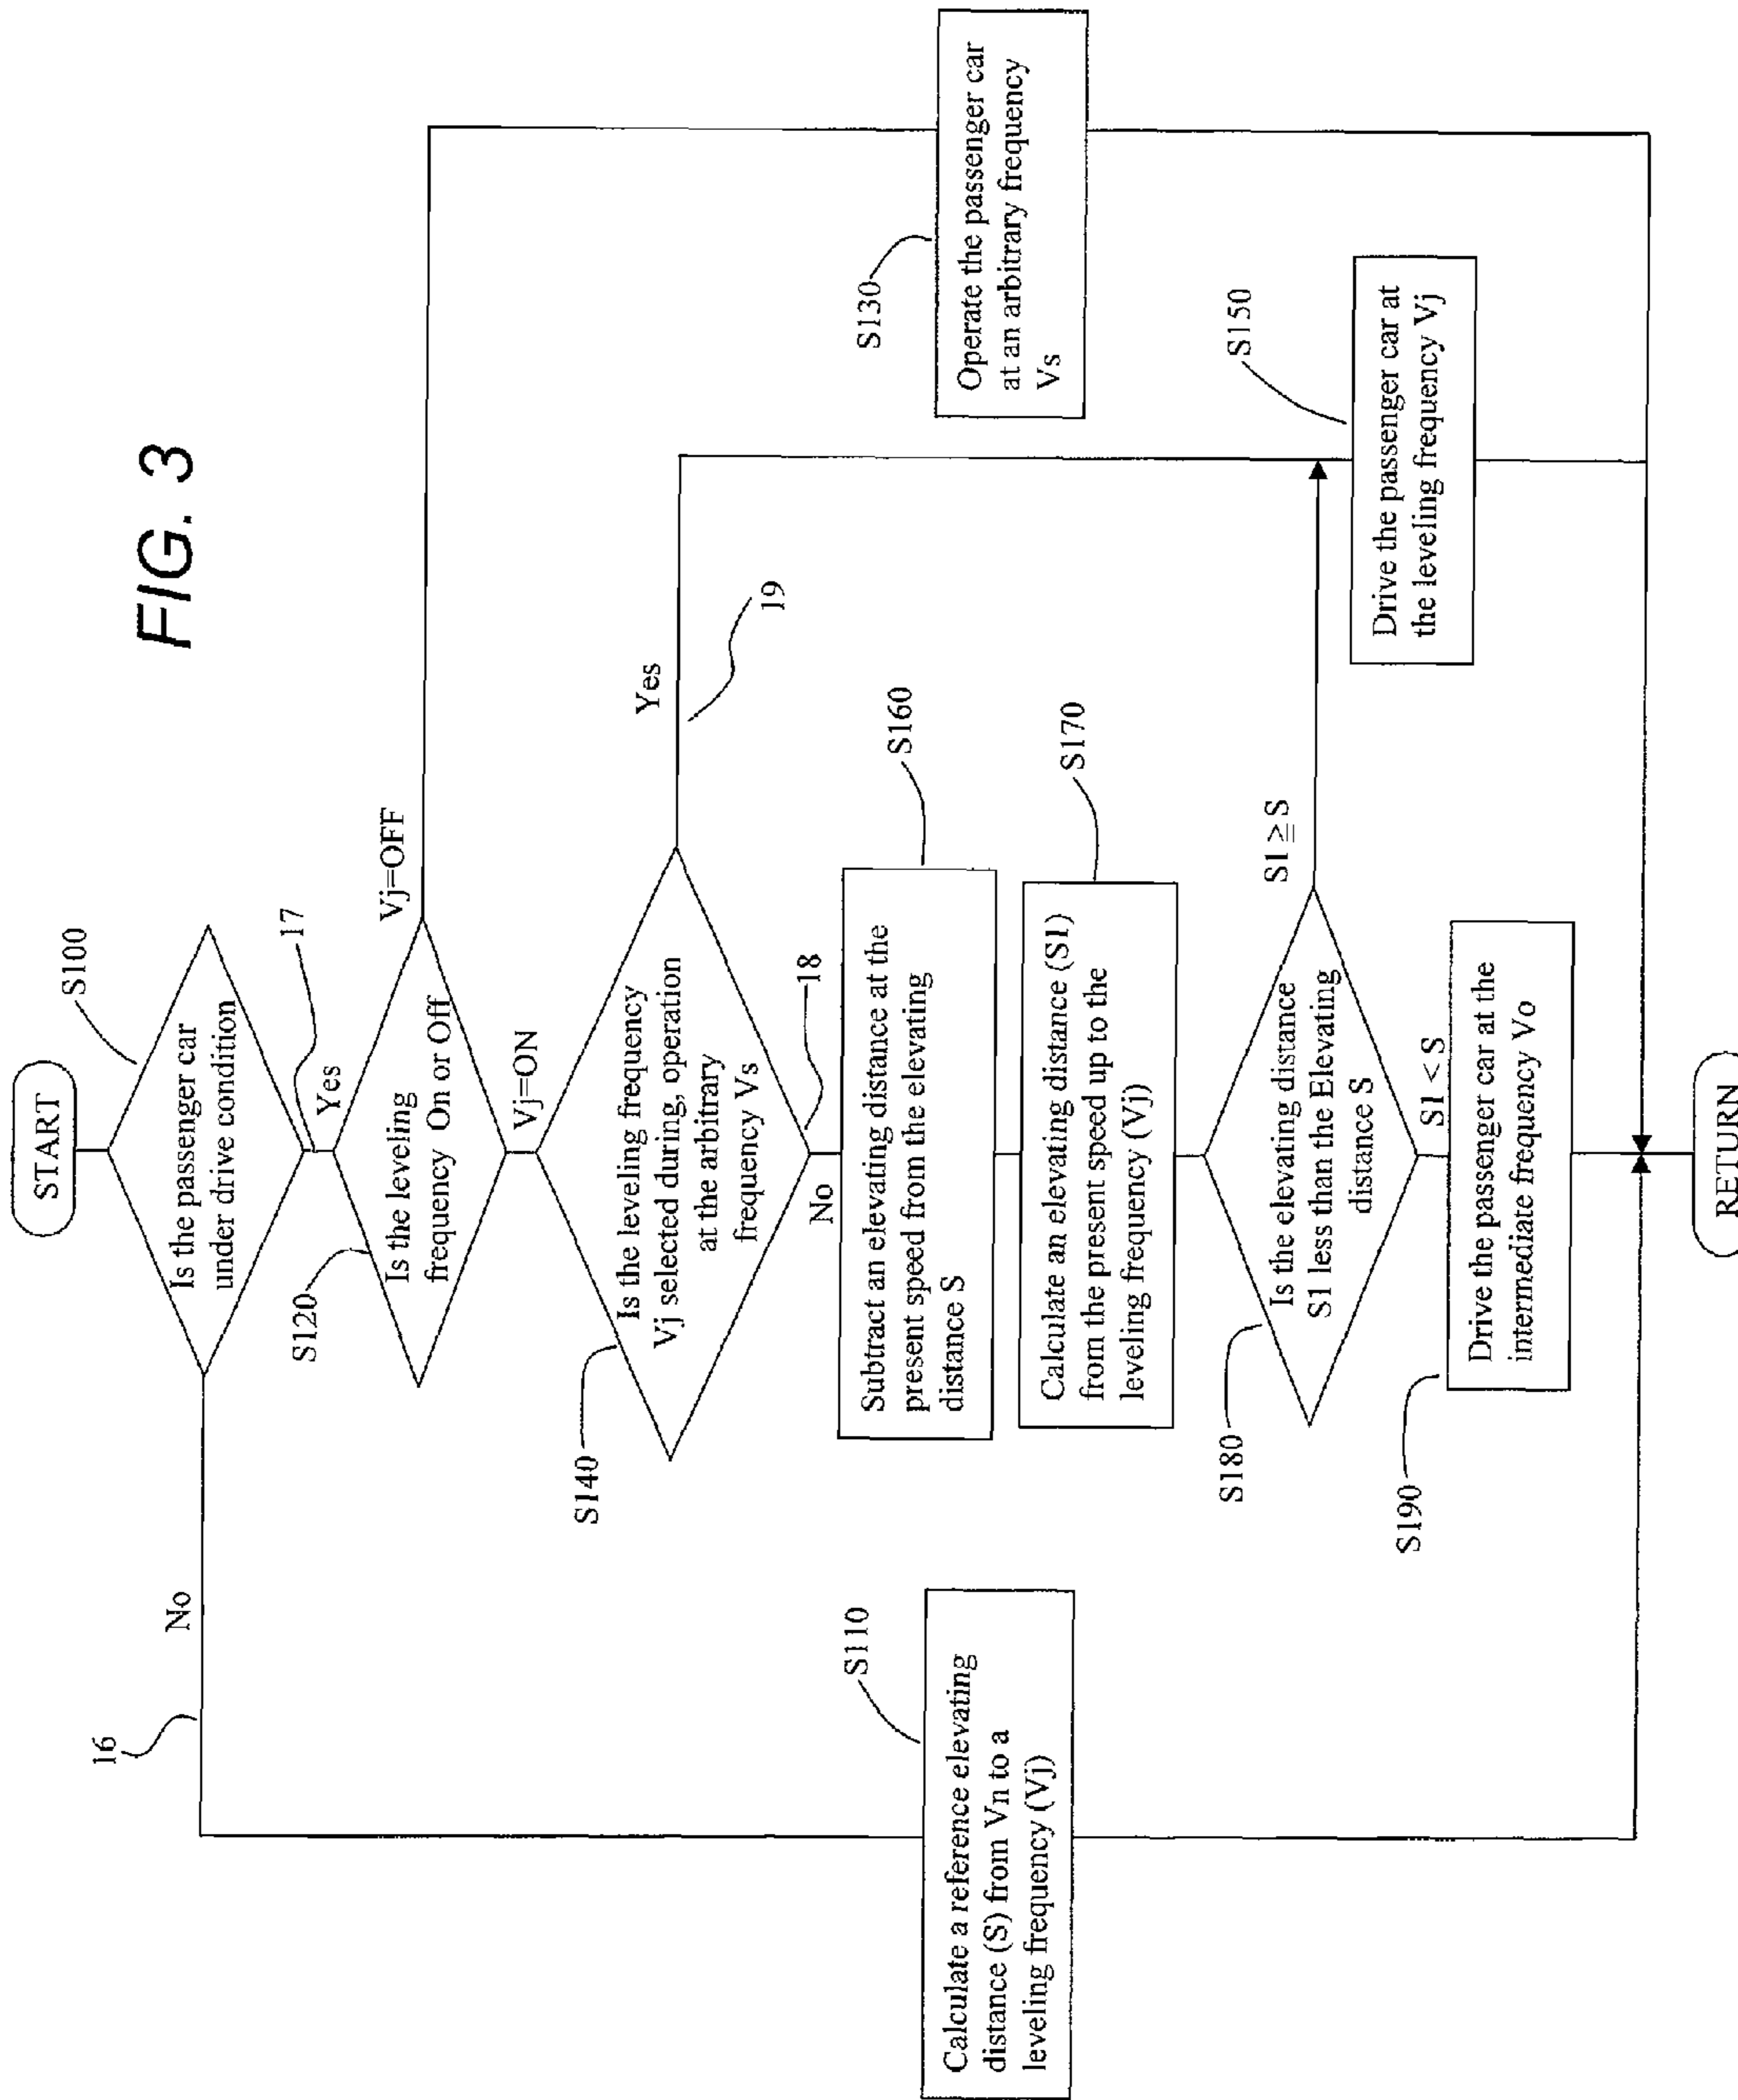 FIG. 3
START
S100
Is the passenger car
under drive condition
No
16
17
Yes
S120
Is the leveling
frequency On or Off
Vj=OFF
Vj=ON
S140
Is the leveling frequency
Vj selected during, operation
at the arbitrary
frequency Vs
Yes
19
18
No
S160
Subtract an elevating distance at the
present speed from the elevating
distance S
S170
Calculate an elevating distance (S1)
from the present speed up to the
leveling frequency (Vj)
S180
Is the elevating distance
S1 less than the Elevating
distance S
S1 ≧ S
S1 < S
S110
Calculate a reference elevating
distance (S) from Vn to a
leveling frequency (Vj)
S130
Operate the passenger car
at an arbitrary frequency
Vs
S150
Drive the passenger car at
the leveling frequency Vj
S190
Drive the passenger car at the
intermediate frequency Vo
RETURN